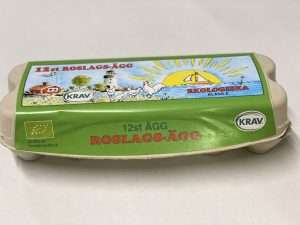 12st ROSLAGS-ÄGG
KRAV
EKOLOGISKA
12st ÄGG
ROSLAGS-ÄGG
KRAV